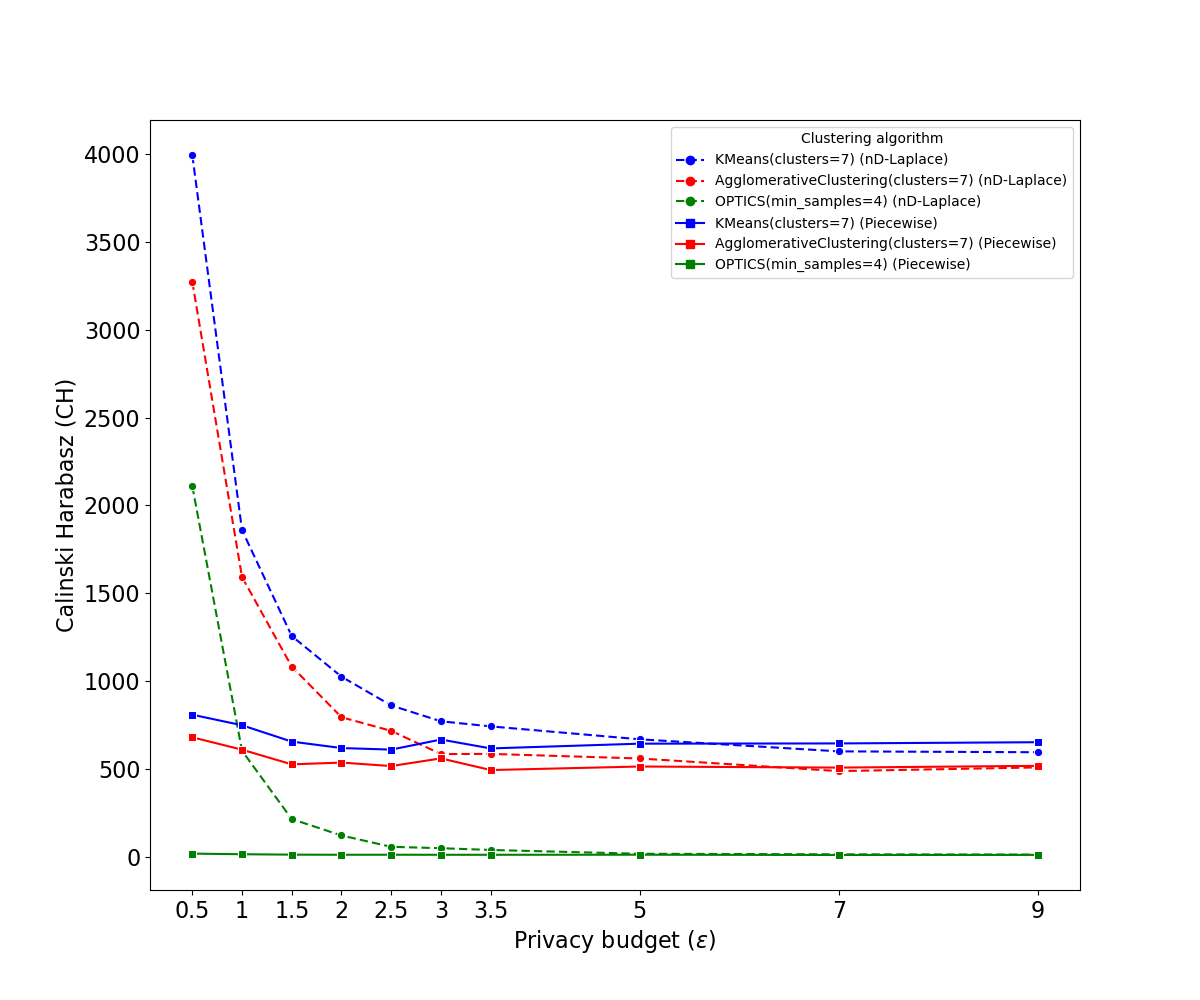 Clustering algorithm
KMeans(clusters=7) (nD-Laplace)
AgglomerativeClustering(clusters=7) (nD-Laplace)
OPTICS(min_samples=4) (nD-Laplace)
KMeans(clusters=7) (Piecewise)
AgglomerativeClustering(clusters=7) (Piecewise)
OPTICS(min_samples=4) (Piecewise)
Calinski Harabasz (CH)
4000
3500
3000
2500
2000
1500
1000
500
0
0.5 1 1.5 2 2.5 3 3.5 5 7 9
Privacy budget (ε)